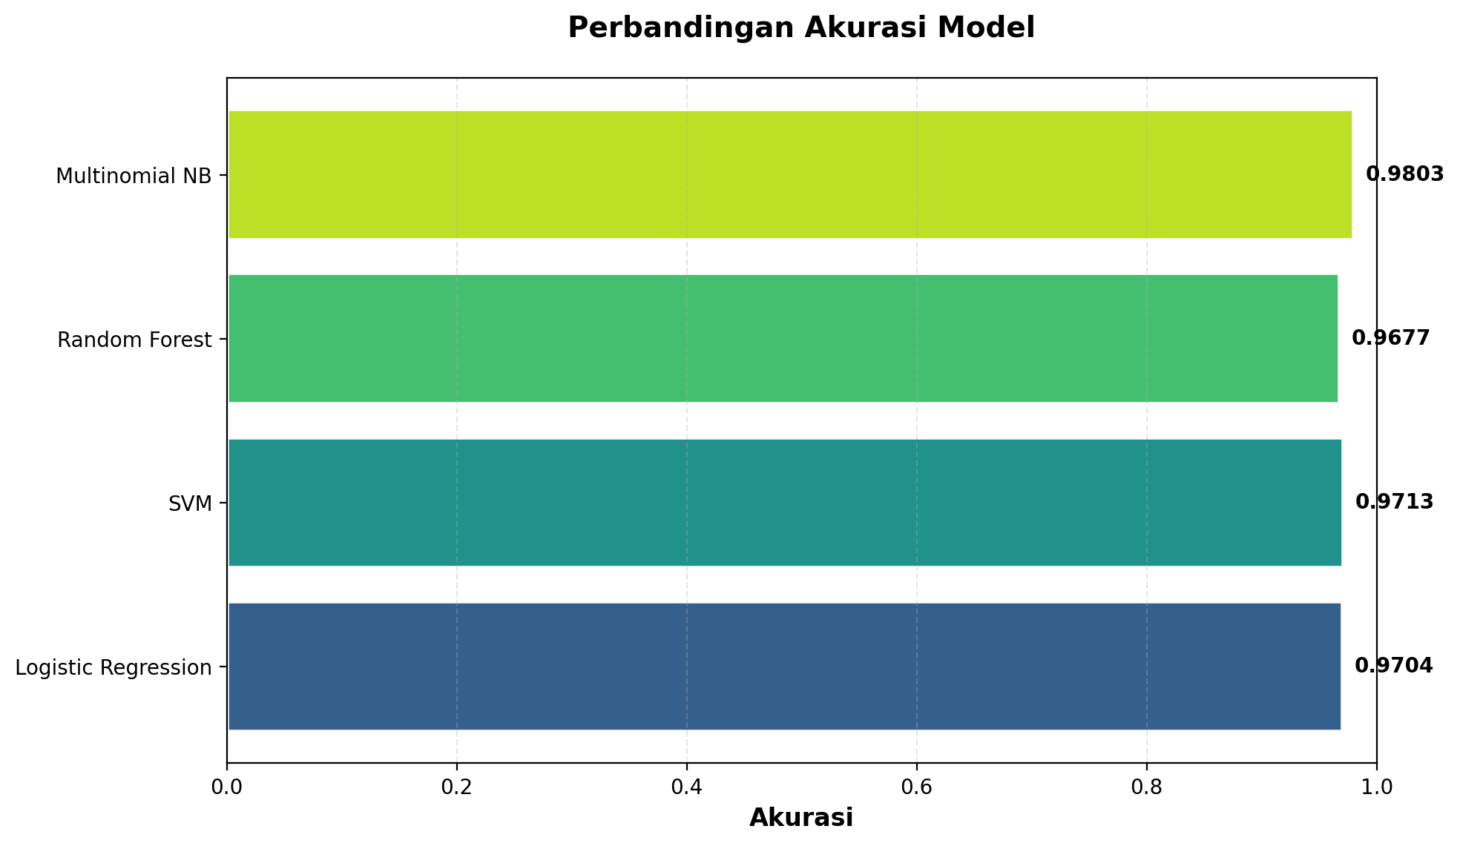 Perbandingan Akurasi Model
Multinomial NB
0.9803
Random Forest
0.9677
SVM
0.9713
Logistic Regression
0.9704
0.0 0.2 0.4 0.6 0.8 1.0
Akurasi